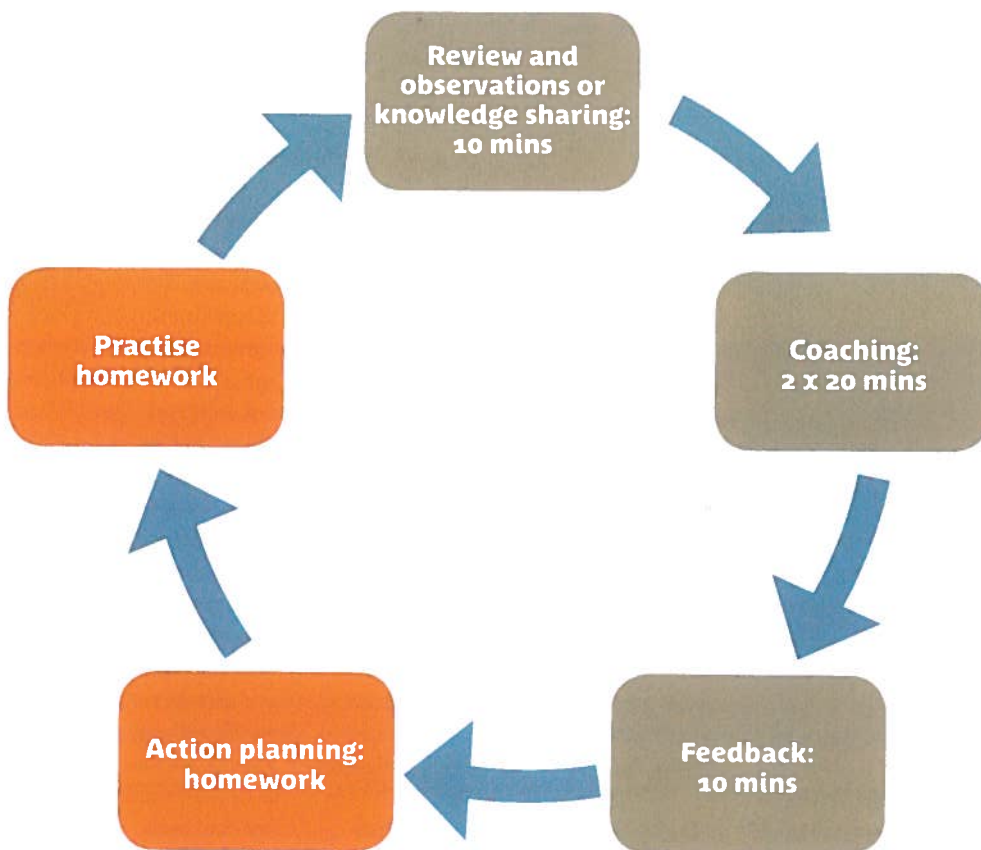 Review and
observations or
knowledge sharing:
10 mins
Coaching:
2 x 20 mins
Feedback:
10 mins
Action planning:
homework
Practise
homework